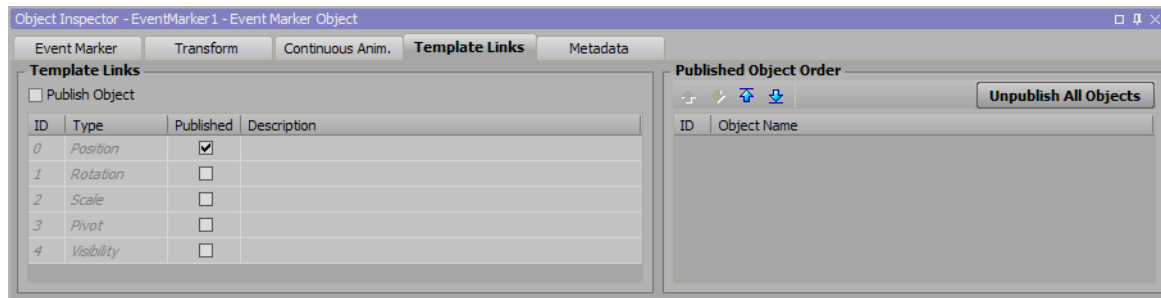 Object Inspector - EventMarker1 - Event Marker Object
Event Marker Transform Continuous Anim. Template Links Metadata
Template Links
Publish Object
ID Type Published Description
0 Position
1 Rotation
2 Scale
3 Pivot
4 Visibility
Published Object Order
Unpublish All Objects
ID Object Name